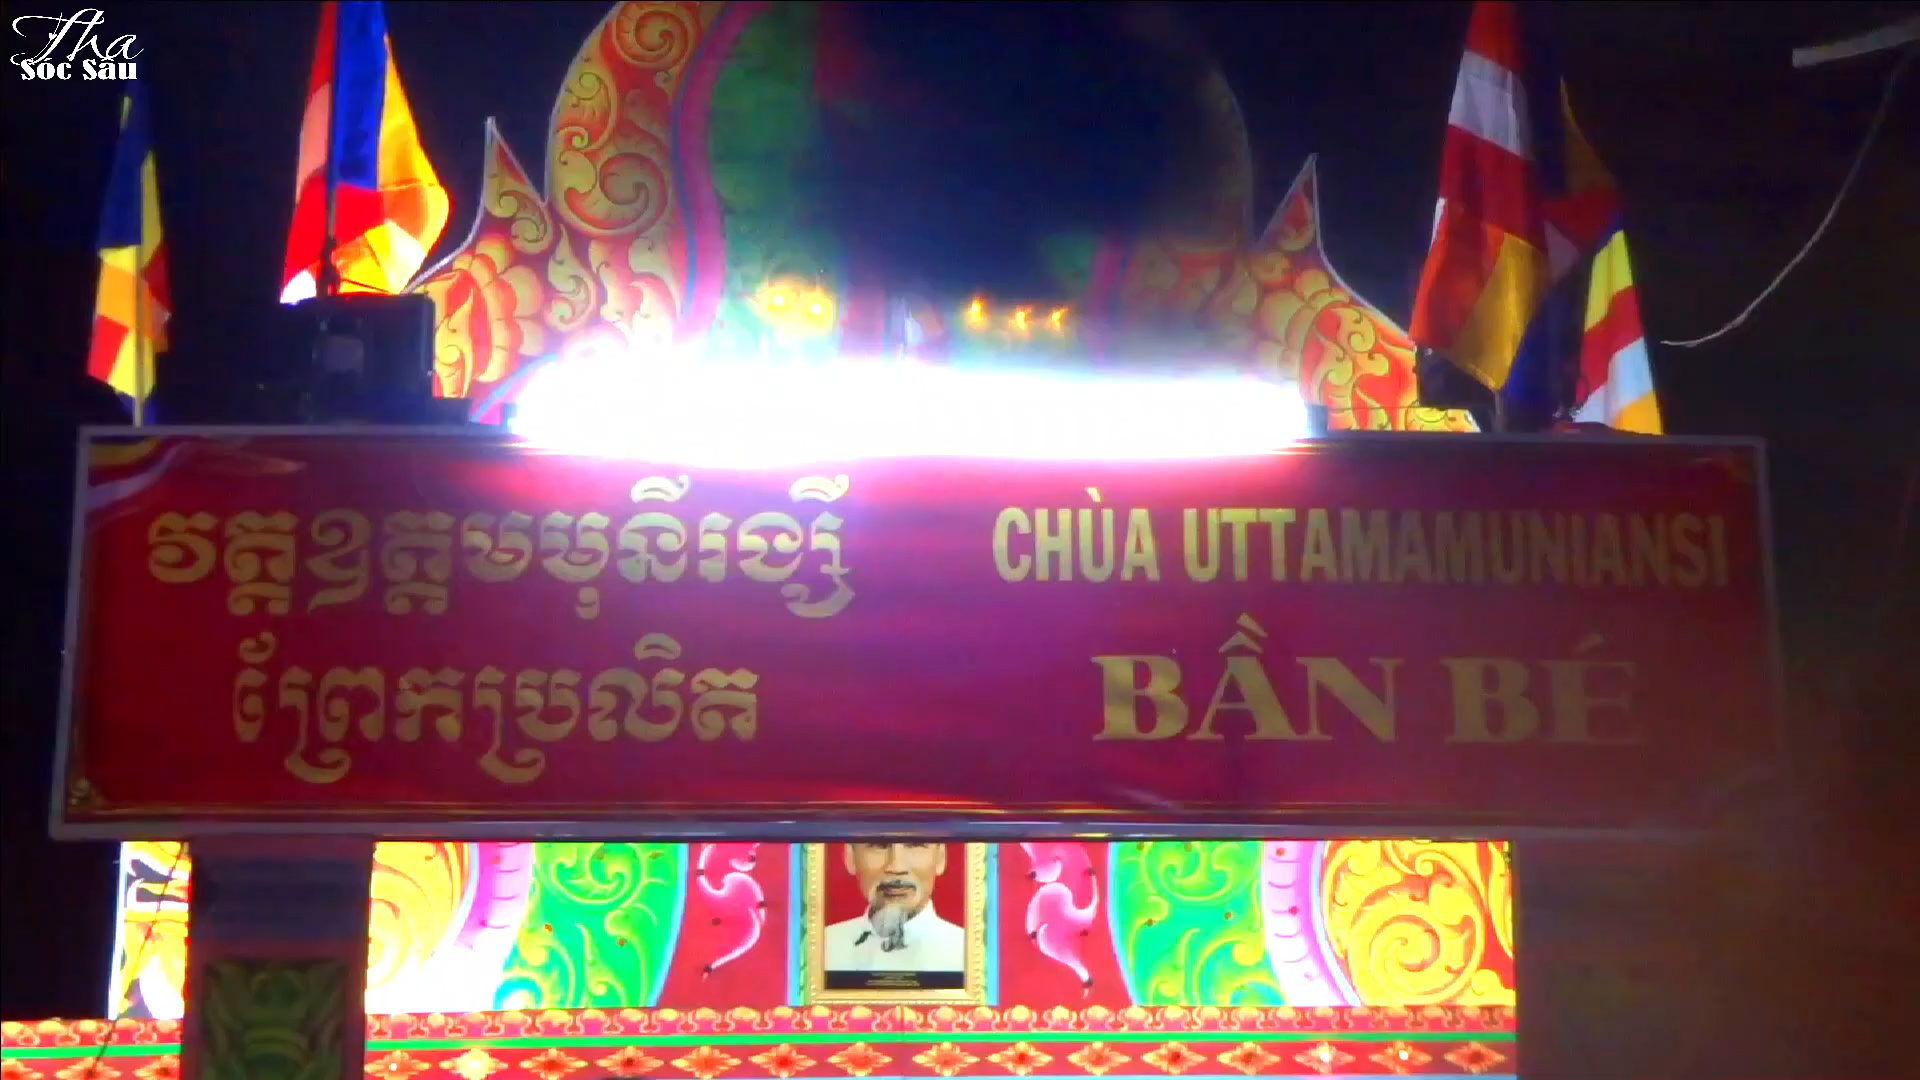 Tha
Sóc Sâu
វត្តឧត្តមមុនីរង្សី
ព្រែកប្រលិត
CHÙA UTTAMAMUNIANSI
BẦN BÉ